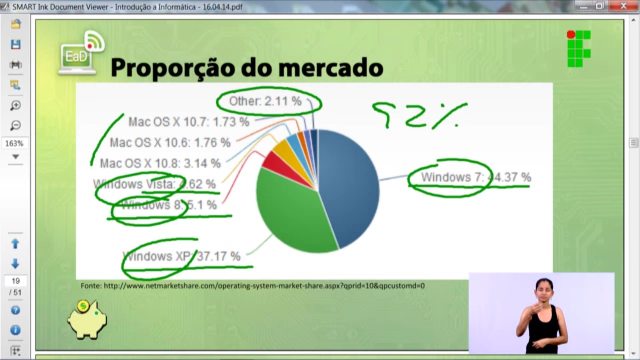 SMART Ink Document Viewer - Introdução a Informática - 16.04.14*
EaD
Proporção do mercado
Other: 2.11 %
92%
Mac OS X 10.7: 1.73 %
Mac OS X 10.6: 1.76 %
Mac OS X 10.8: 3.14 %
Windows Vista: 4.62 %
Windows 8: 5.1 %
Windows 7: 44.37 %
Windows XP: 37.17 %
Fonte: http://www.netmarketshare.com/operating-system-market-share.aspx?qprid=10&qpcustomd=0
163%
19
/ 51